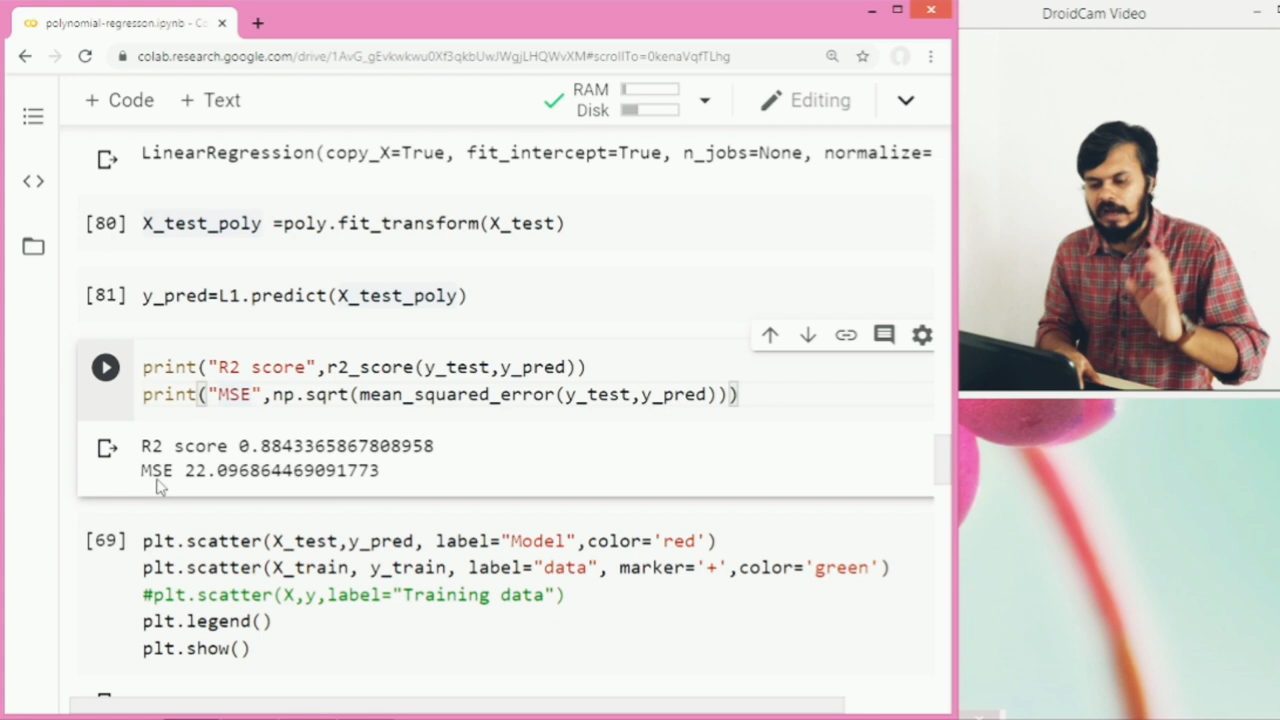 polynomial-regresson.ipynb - Co
DroidCam Video
colab.research.google.com/drive/1AvG_gEvkwkwu0Xf3qkbUwJWgjLHQWvXM#scrollTo=0kenaVqfTLhg
+ Code + Text
RAM
Disk
Editing
LinearRegression(copy_X=True, fit_intercept=True, n_jobs=None, normalize=
[80] X_test_poly =poly.fit_transform(X_test)
[81] y_pred=L1.predict(X_test_poly)
print("R2 score",r2_score(y_test,y_pred))
print("MSE",np.sqrt(mean_squared_error(y_test,y_pred)))
R2 score 0.8843365867808958
MSE 22.096864469091773
[69] plt.scatter(X_test,y_pred, label="Model",color='red')
plt.scatter(X_train, y_train, label="data", marker='+',color='green')
#plt.scatter(X,y,label="Training data")
plt.legend()
plt.show()